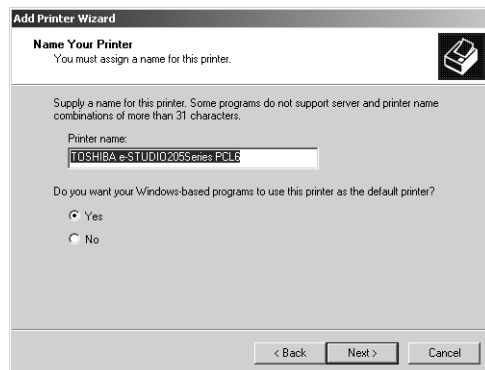 Add Printer Wizard
Name Your Printer
You must assign a name for this printer.
Supply a name for this printer. Some programs do not support server and printer name
combinations of more than 31 characters.
Printer name:
TOSHIBA e-STUDIO205Series PCL6
Do you want your Windows-based programs to use this printer as the default printer?
Yes
No
< Back Next > Cancel